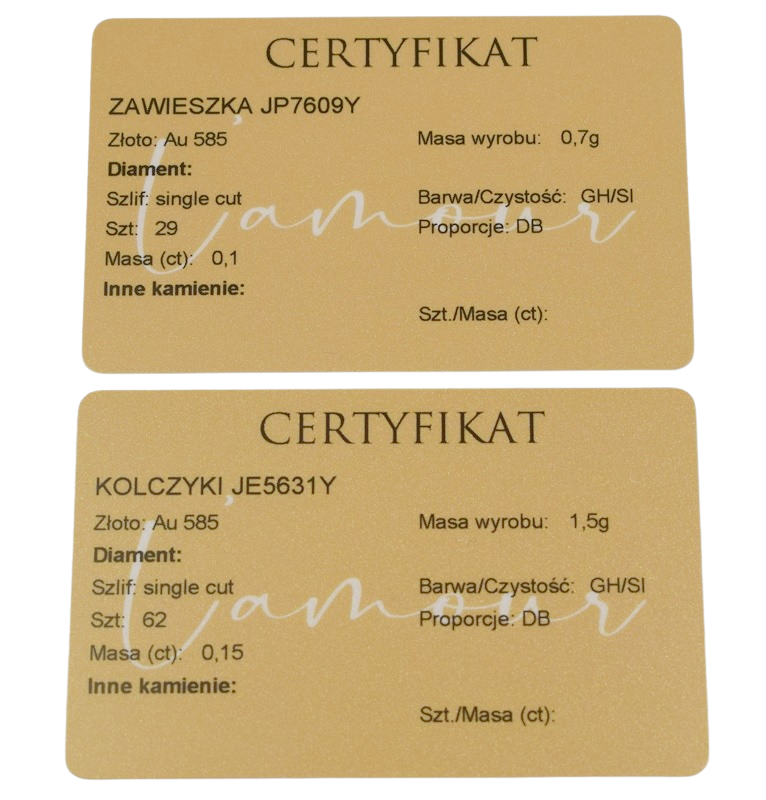 CERTYFIKAT
ZAWIESZKA JP7609Y
Złoto: Au 585 Masa wyrobu: 0,7g
Diament:
Szlif: single cut Barwa/Czystość: GH/SI
Szt: 29 Proporcje: DB
Masa (ct): 0,1
Inne kamienie:
Szt./Masa (ct):
L'amour
CERTYFIKAT
KOLCZYKI JE5631Y
Złoto: Au 585 Masa wyrobu: 1,5g
Diament:
Szlif: single cut Barwa/Czystość: GH/SI
Szt: 62 Proporcje: DB
Masa (ct): 0,15
Inne kamienie:
Szt./Masa (ct):
L'amour